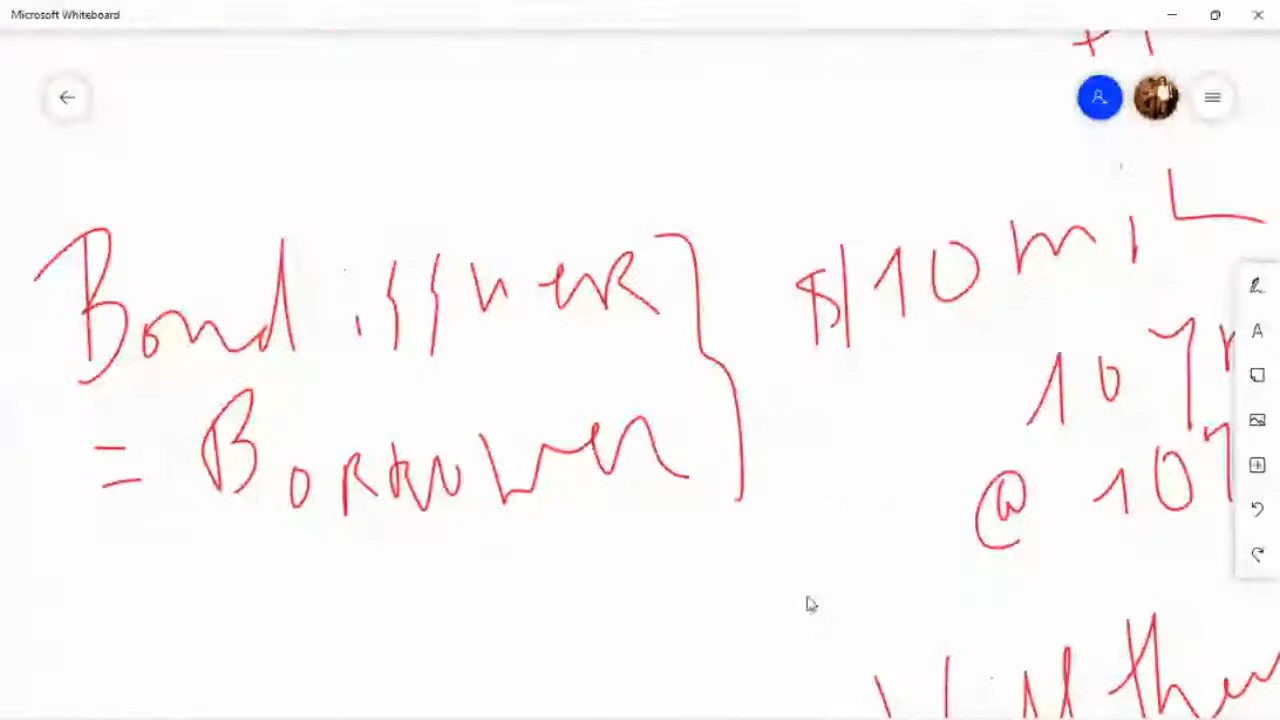 Microsoft Whiteboard
Bond issuer
= Borrower
$10 mil
10 yr
@ 10